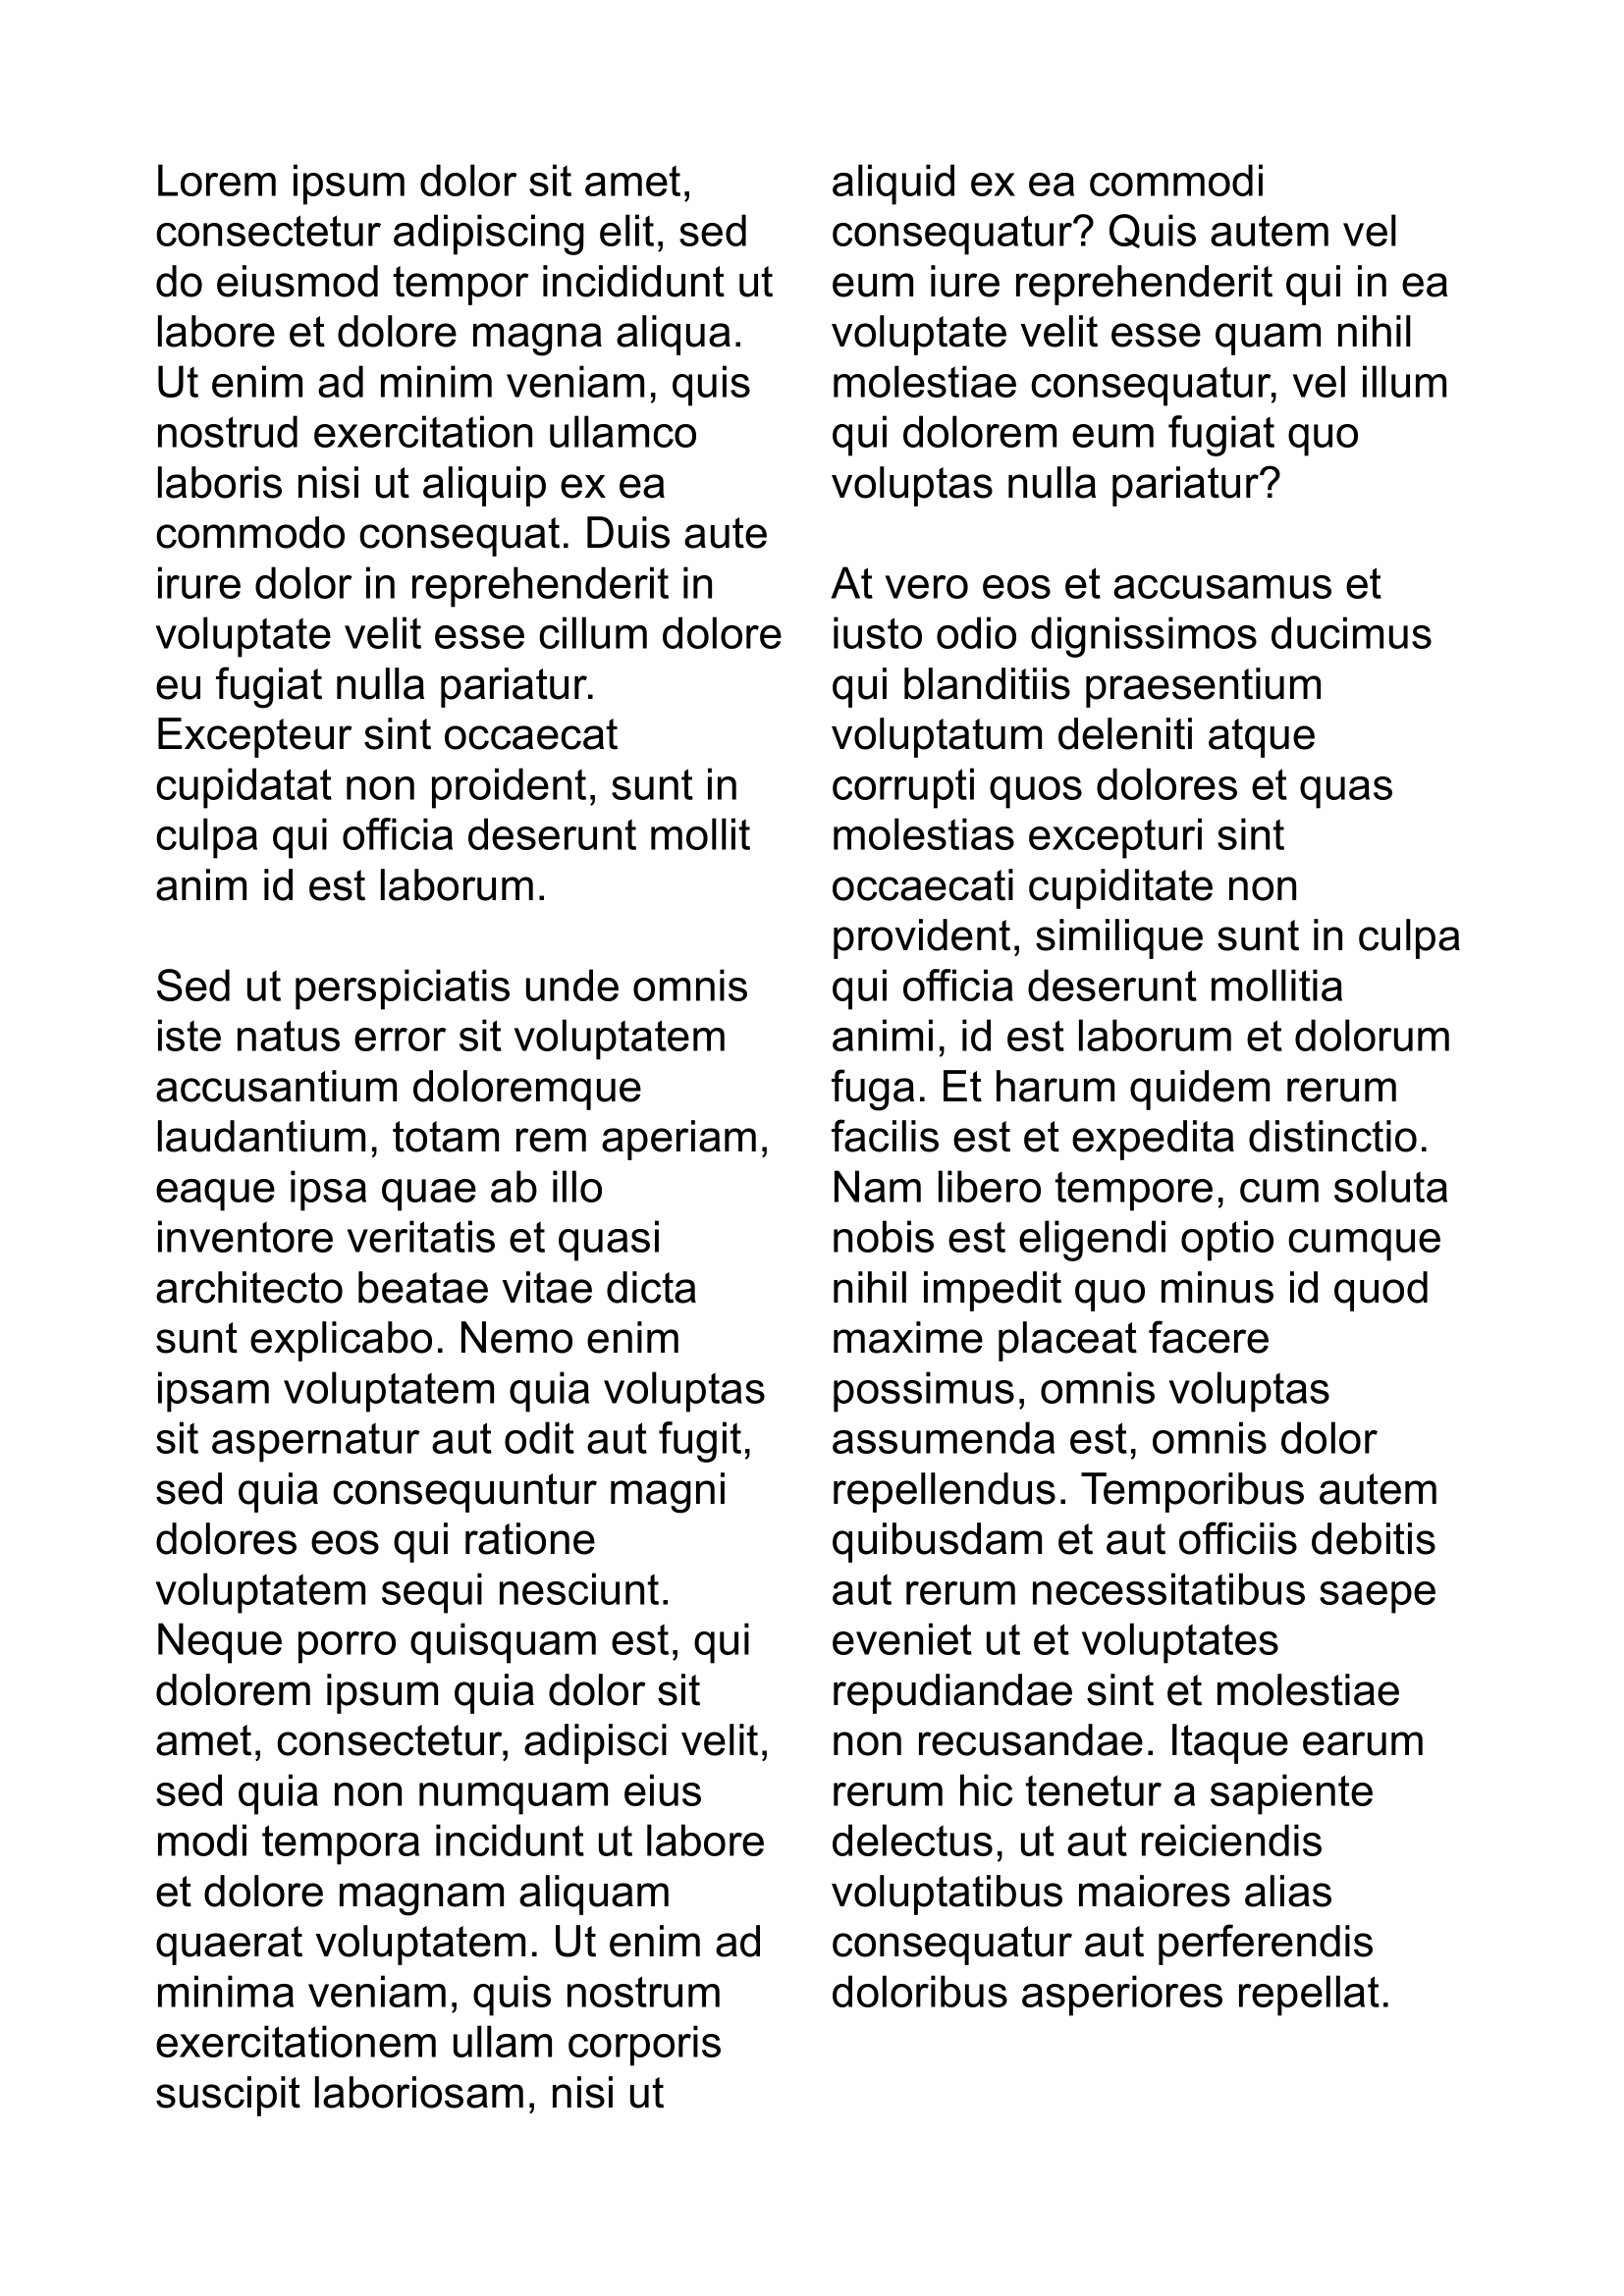 Lorem ipsum dolor sit amet,
consectetur adipiscing elit, sed
do eiusmod tempor incididunt ut
labore et dolore magna aliqua.
Ut enim ad minim veniam, quis
nostrud exercitation ullamco
laboris nisi ut aliquip ex ea
commodo consequat. Duis aute
irure dolor in reprehenderit in
voluptate velit esse cillum dolore
eu fugiat nulla pariatur.
Excepteur sint occaecat
cupidatat non proident, sunt in
culpa qui officia deserunt mollit
anim id est laborum.

Sed ut perspiciatis unde omnis
iste natus error sit voluptatem
accusantium doloremque
laudantium, totam rem aperiam,
eaque ipsa quae ab illo
inventore veritatis et quasi
architecto beatae vitae dicta
sunt explicabo. Nemo enim
ipsam voluptatem quia voluptas
sit aspernatur aut odit aut fugit,
sed quia consequuntur magni
dolores eos qui ratione
voluptatem sequi nesciunt.
Neque porro quisquam est, qui
dolorem ipsum quia dolor sit
amet, consectetur, adipisci velit,
sed quia non numquam eius
modi tempora incidunt ut labore
et dolore magnam aliquam
quaerat voluptatem. Ut enim ad
minima veniam, quis nostrum
exercitationem ullam corporis
suscipit laboriosam, nisi ut
aliquid ex ea commodi
consequatur? Quis autem vel
eum iure reprehenderit qui in ea
voluptate velit esse quam nihil
molestiae consequatur, vel illum
qui dolorem eum fugiat quo
voluptas nulla pariatur?

At vero eos et accusamus et
iusto odio dignissimos ducimus
qui blanditiis praesentium
voluptatum deleniti atque
corrupti quos dolores et quas
molestias excepturi sint
occaecati cupiditate non
provident, similique sunt in culpa
qui officia deserunt mollitia
animi, id est laborum et dolorum
fuga. Et harum quidem rerum
facilis est et expedita distinctio.
Nam libero tempore, cum soluta
nobis est eligendi optio cumque
nihil impedit quo minus id quod
maxime placeat facere
possimus, omnis voluptas
assumenda est, omnis dolor
repellendus. Temporibus autem
quibusdam et aut officiis debitis
aut rerum necessitatibus saepe
eveniet ut et voluptates
repudiandae sint et molestiae
non recusandae. Itaque earum
rerum hic tenetur a sapiente
delectus, ut aut reiciendis
voluptatibus maiores alias
consequatur aut perferendis
doloribus asperiores repellat.